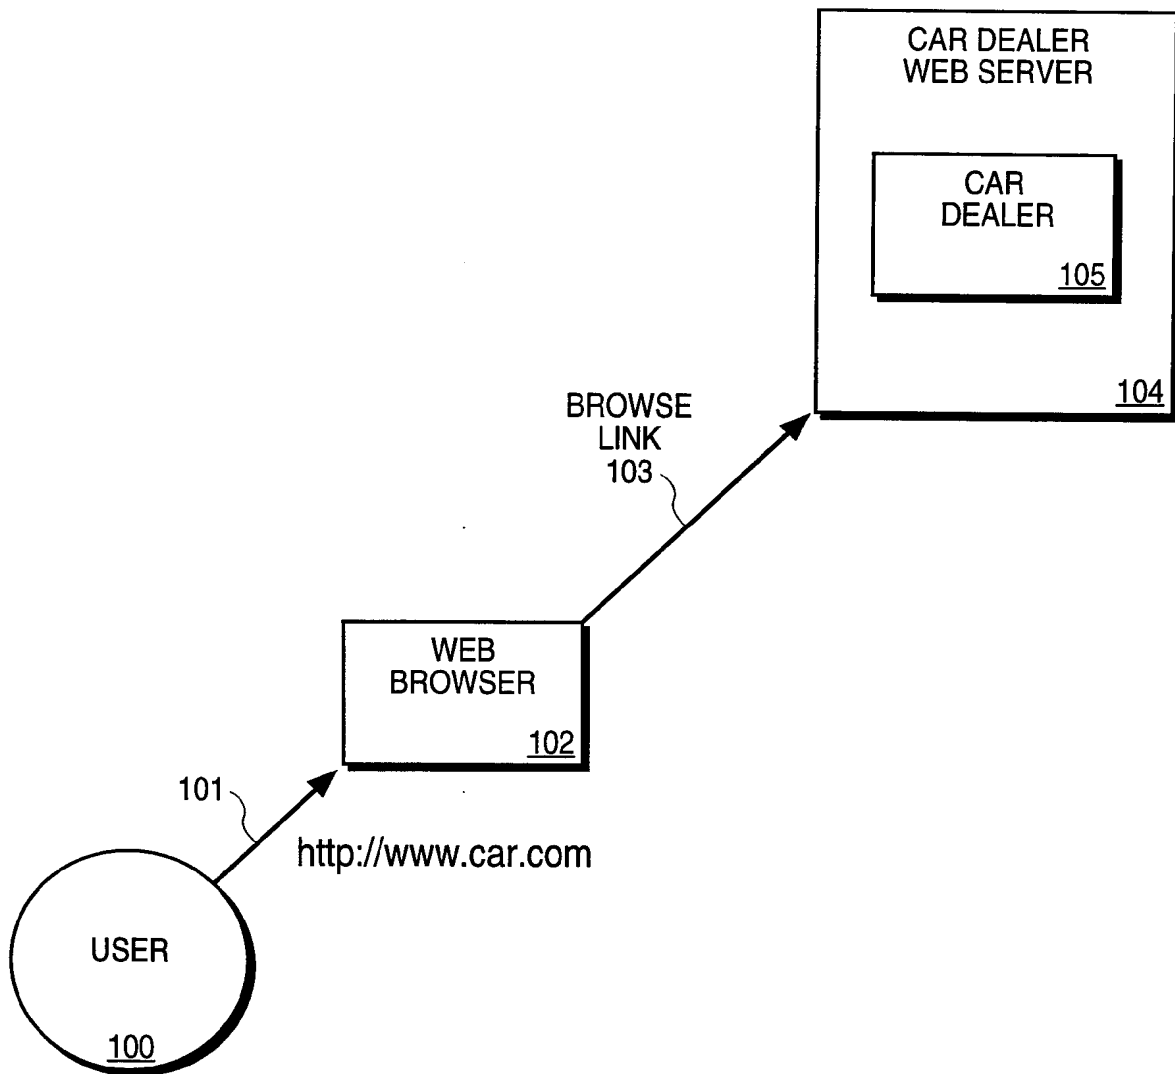 CAR DEALER
WEB SERVER
CAR
DEALER
105
104
BROWSE
LINK
103
WEB
BROWSER
102
101
http://www.car.com
USER
100